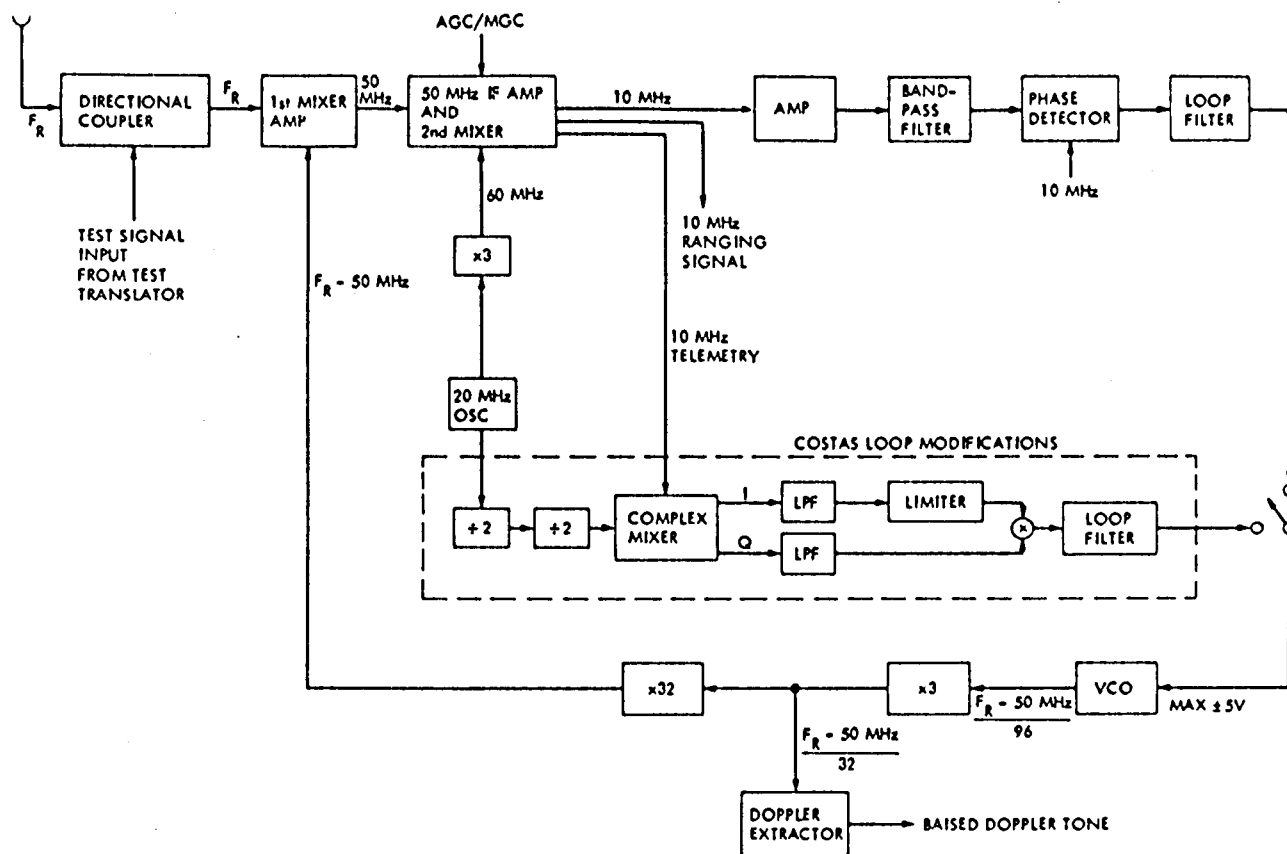 AGC/MGC
F_R
DIRECTIONAL
COUPLER
F_R
1st MIXER
AMP
50
MHz
50 MHz IF AMP
AND
2nd MIXER
10 MHz
AMP
BAND-
PASS
FILTER
PHASE
DETECTOR
LOOP
FILTER
10 MHz
TEST SIGNAL
INPUT
FROM TEST
TRANSLATOR
F_R - 50 MHz
60 MHz
x3
10 MHz
RANGING
SIGNAL
10 MHz
TELEMETRY
20 MHz
OSC
COSTAS LOOP MODIFICATIONS
÷2
÷2
COMPLEX
MIXER
I
Q
LPF
LPF
LIMITER
x
LOOP
FILTER
x32
x3
VCO
MAX ±5V
F_R - 50 MHz
96
F_R - 50 MHz
32
DOPPLER
EXTRACTOR
BAISED DOPPLER TONE